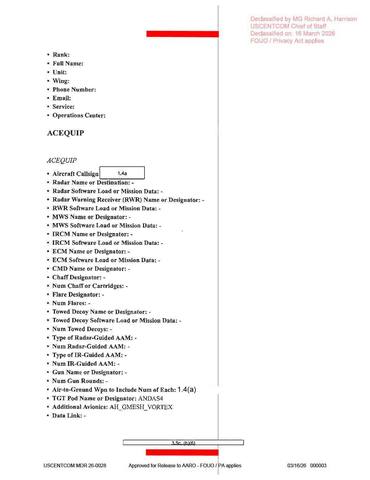 Declassified by MG Richard A. Harrison
USCENTCOM Chief of Staff
Declassified on: 16 March 2026
FOUO / Privacy Act applies
• Rank:
• Full Name:
• Unit:
• Wing:
• Phone Number:
• Email:
• Service:
• Operations Center:
ACEQUIP
ACEQUIP
• Aircraft Callsign 1.4a
• Radar Name or Destination: -
• Radar Software Load or Mission Data: -
• Radar Warning Receiver (RWR) Name or Designator: -
• RWR Software Load or Mission Data: -
• MWS Name or Designator: -
• MWS Software Load or Mission Data: -
• IRCM Name or Designator: -
• IRCM Software Load or Mission Data: -
• ECM Name or Designator: -
• ECM Software Load or Mission Data: -
• CMD Name or Designator: -
• Chaff Designator: -
• Num Chaff or Cartridges: -
• Flare Designator: -
• Num Flares: -
• Towed Decoy Name or Designator: -
• Towed Decoy Software Load or Mission Data: -
• Num Towed Decoys: -
• Type of Radar-Guided AAM: -
• Num Radar-Guided AAM: -
• Type of IR-Guided AAM: -
• Num IR-Guided AAM: -
• Gun Name or Designator: -
• Num Gun Rounds: -
• Air-to-Ground Wpn to Include Num of Each: 1.4(a)
• TGT Pod Name or Designator: ANDAS4
• Additional Avionics: AH_GMESH_VORTEX
• Data Link: -
USCENTCOM MDR 26-0028 Approved for Release to AARO - FOUO / PA applies 03/16/26 000003